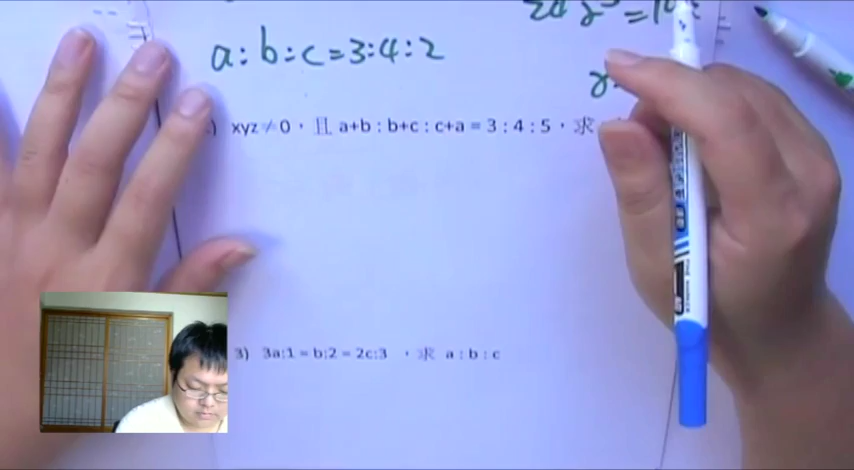 a:b:c=3:4:2
) xyz≠0，且 a+b : b+c : c+a = 3 : 4 : 5，求
3) 3a:1 = b:2 = 2c:3 ，求 a : b : c